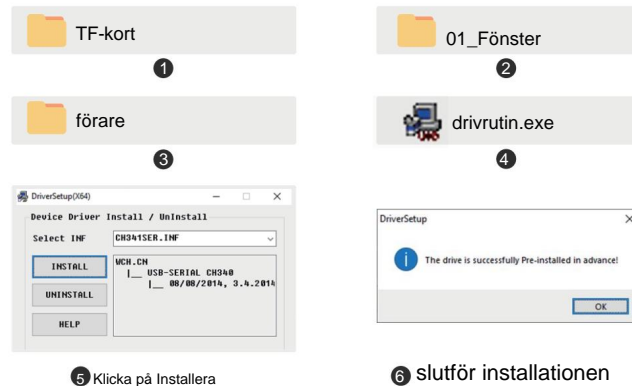 TF-kort
01_Fönster
1
2
förare
drivrutin.exe
3
4
DriverSetup(X64)
Device Driver Install / UnInstall
Select INF
CH341SER.INF
INSTALL
UNINSTALL
HELP
WCH.CN
|__ USB-SERIAL CH340
|__ 08/08/2014, 3.4.2014
DriverSetup
The drive is successfully Pre-installed in advance!
OK
5 Klicka på Installera
6 slutför installationen